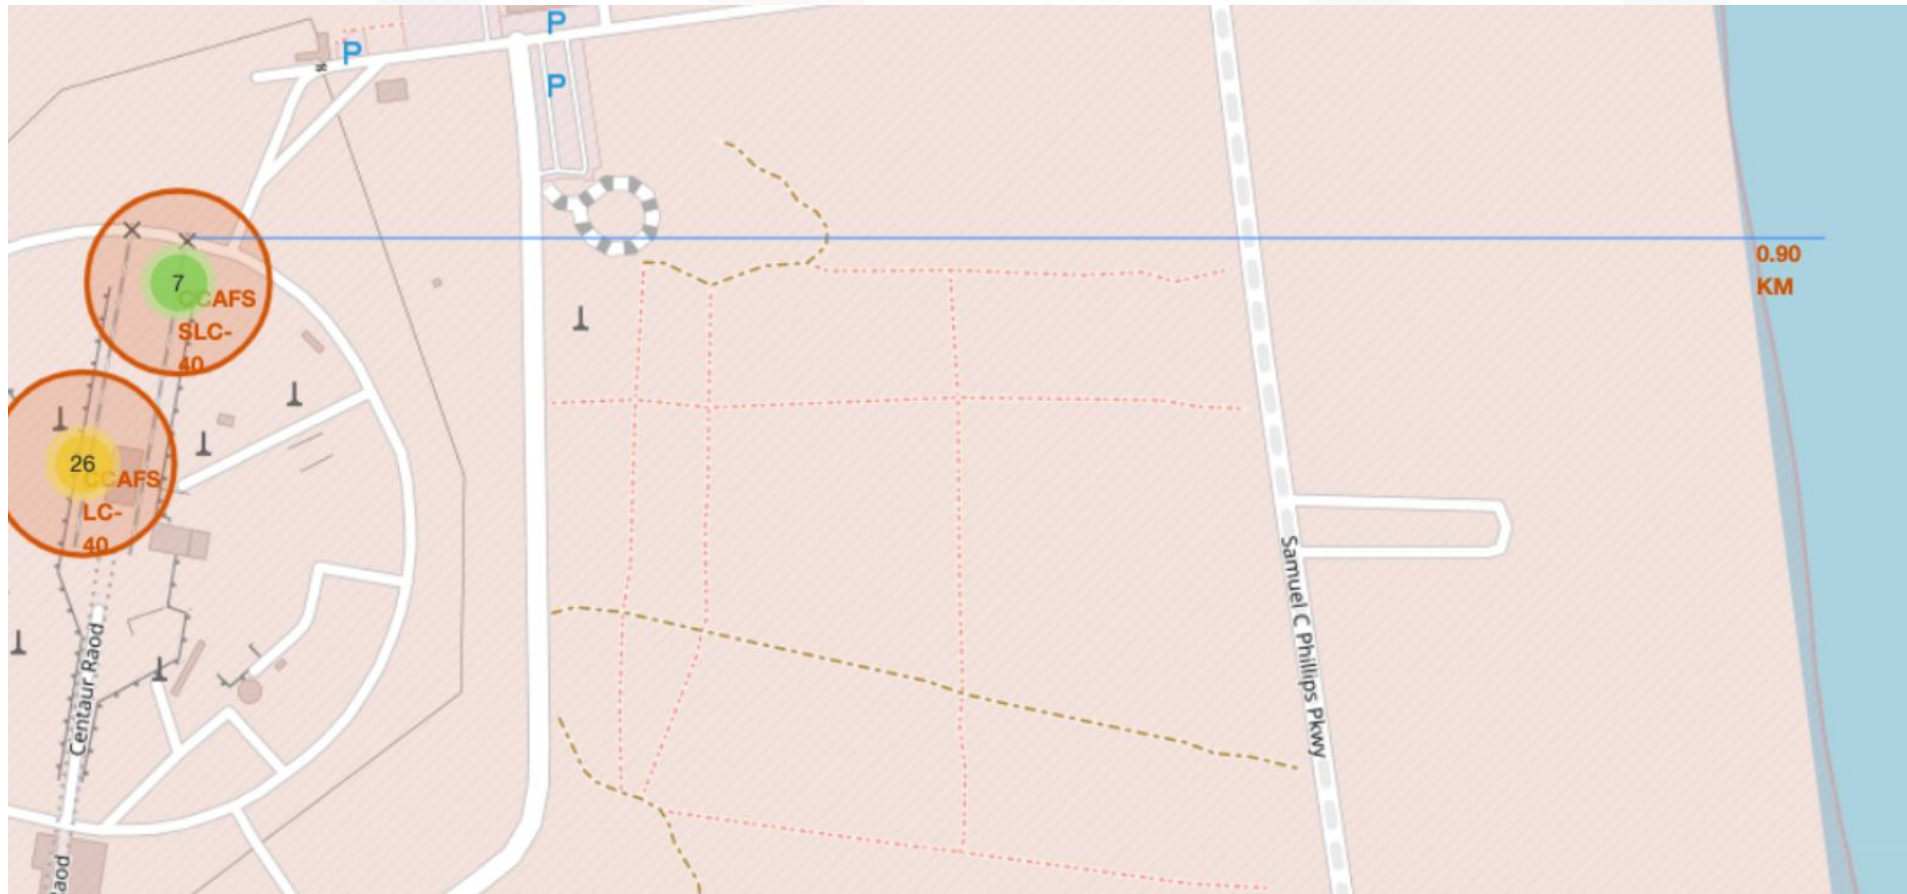 P
P
P
0.90
KM
7
CCAFS
SLC-
40
26
CCAFS
LC-
40
Samuel C Phillips Pkwy
Centaur Raod
Raod